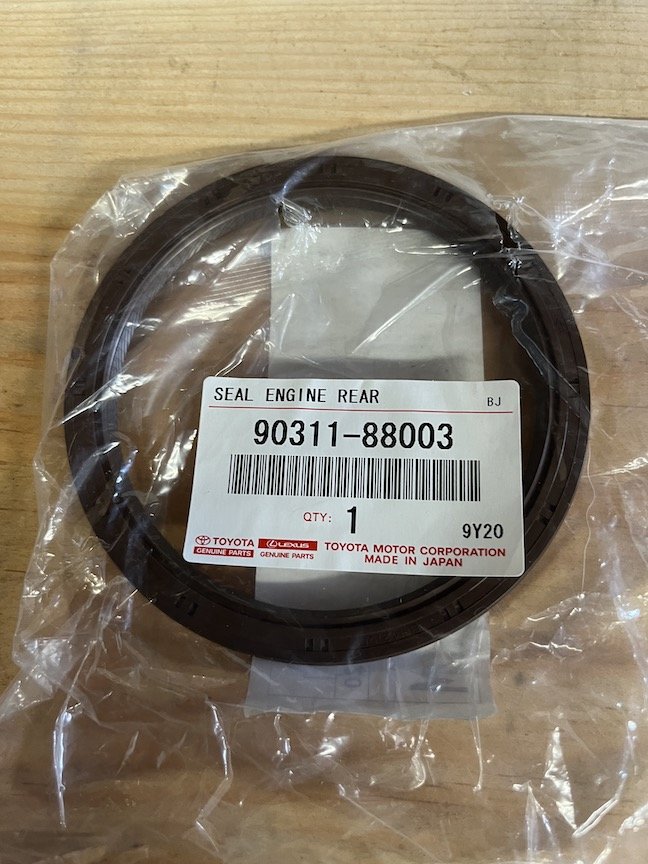 SEAL ENGINE REAR
BJ
90311-88003
QTY: 1
9Y20
TOYOTA
GENUINE PARTS
LEXUS
GENUINE PARTS
TOYOTA MOTOR CORPORATION
MADE IN JAPAN